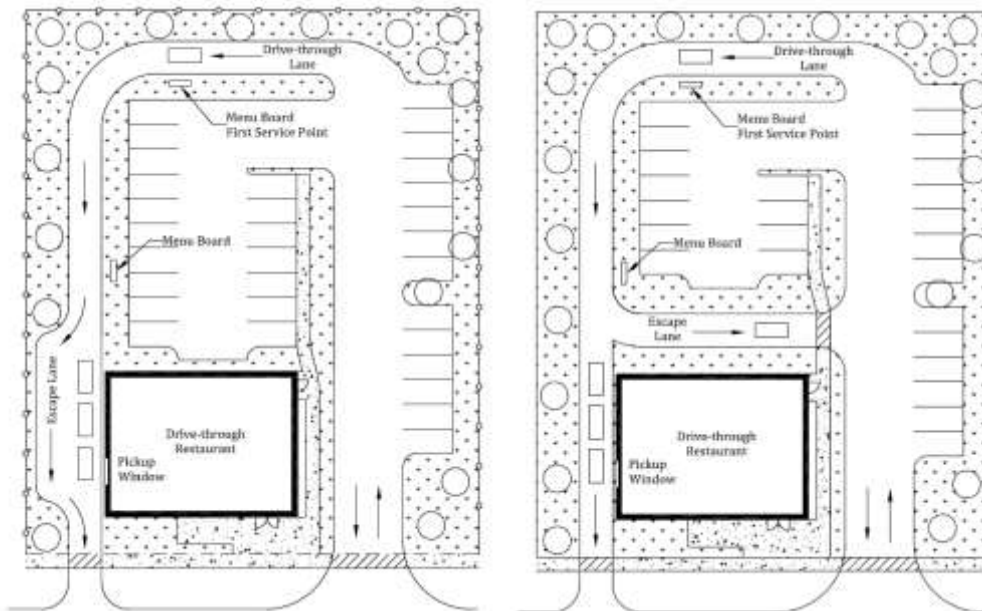 Drive-through
Lane
Menu Board
First Service Point
Menu Board
Escape Lane
Drive-through
Restaurant
Pickup
Window
Drive-through
Lane
Menu Board
First Service Point
Menu Board
Escape
Lane
Drive-through
Restaurant
Pickup
Window